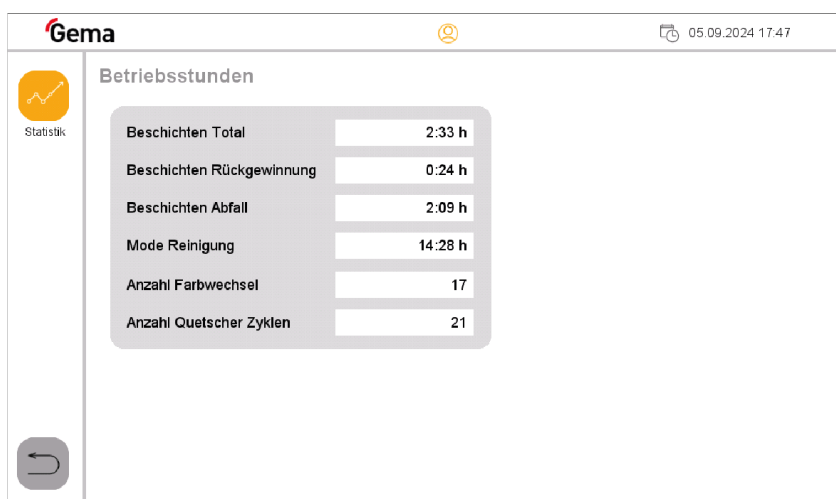 Gema
05.09.2024 17:47
Betriebsstunden
Statistik
Beschichten Total 2:33 h
Beschichten Rückgewinnung 0:24 h
Beschichten Abfall 2:09 h
Mode Reinigung 14:28 h
Anzahl Farbwechsel 17
Anzahl Quetscher Zyklen 21